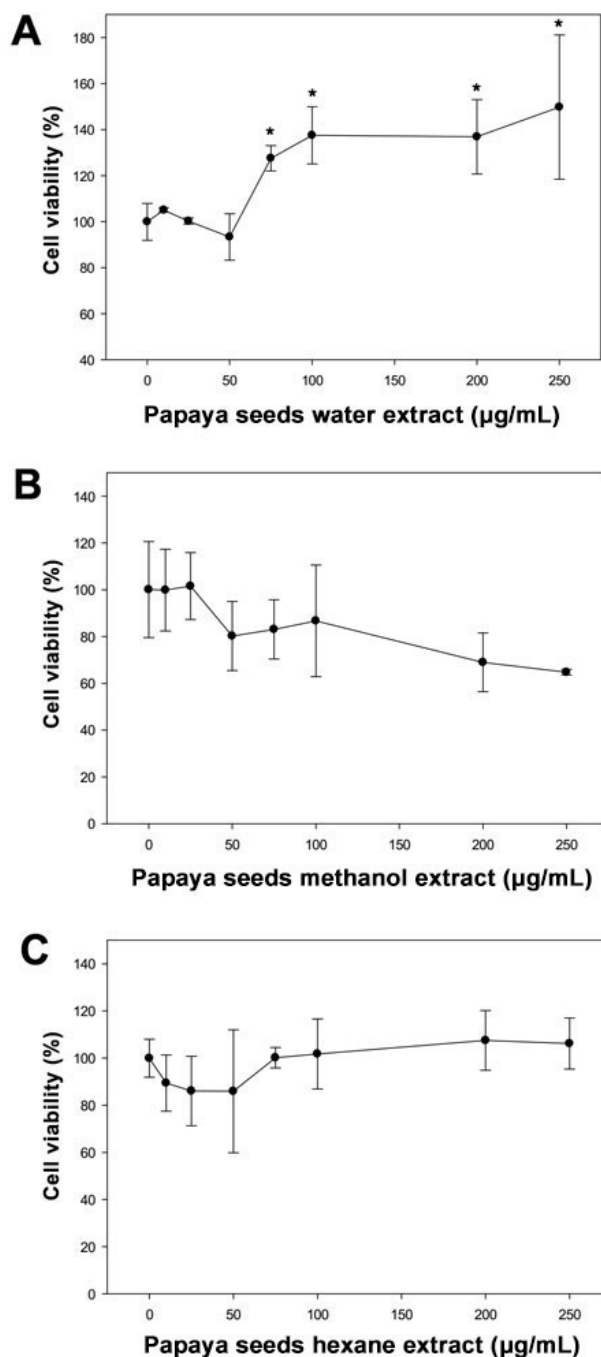 A
180
160
140
120
100
80
60
40
Cell viability (%)
* * * *
0 50 100 150 200 250
Papaya seeds water extract (µg/mL)
B
140
120
100
80
60
40
20
0
Cell viability (%)
0 50 100 150 200 250
Papaya seeds methanol extract (µg/mL)
C
140
120
100
80
60
40
20
0
Cell viability (%)
0 50 100 150 200 250
Papaya seeds hexane extract (µg/mL)